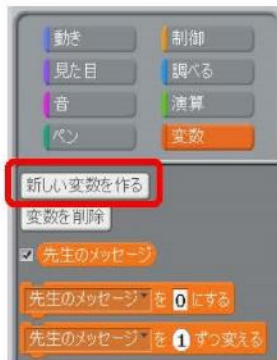 動き 制御
見た目 調べる
音 演算
ペン 変数
新しい変数を作る
変数を削除
先生のメッセージ
先生のメッセージ を 0 にする
先生のメッセージ を 1 ずつ変える